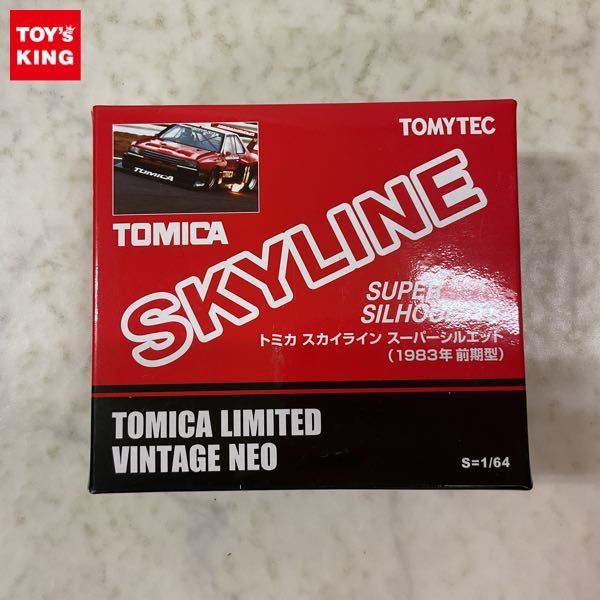 TOY's
KING
TOMYTEC
TOMICA
TOMICA
SKYLINE
SUPER
トミカ スカイライン スーパーシルエット
(1983年 前期型)
TOMICA LIMITED
VINTAGE NEO
S=1/64